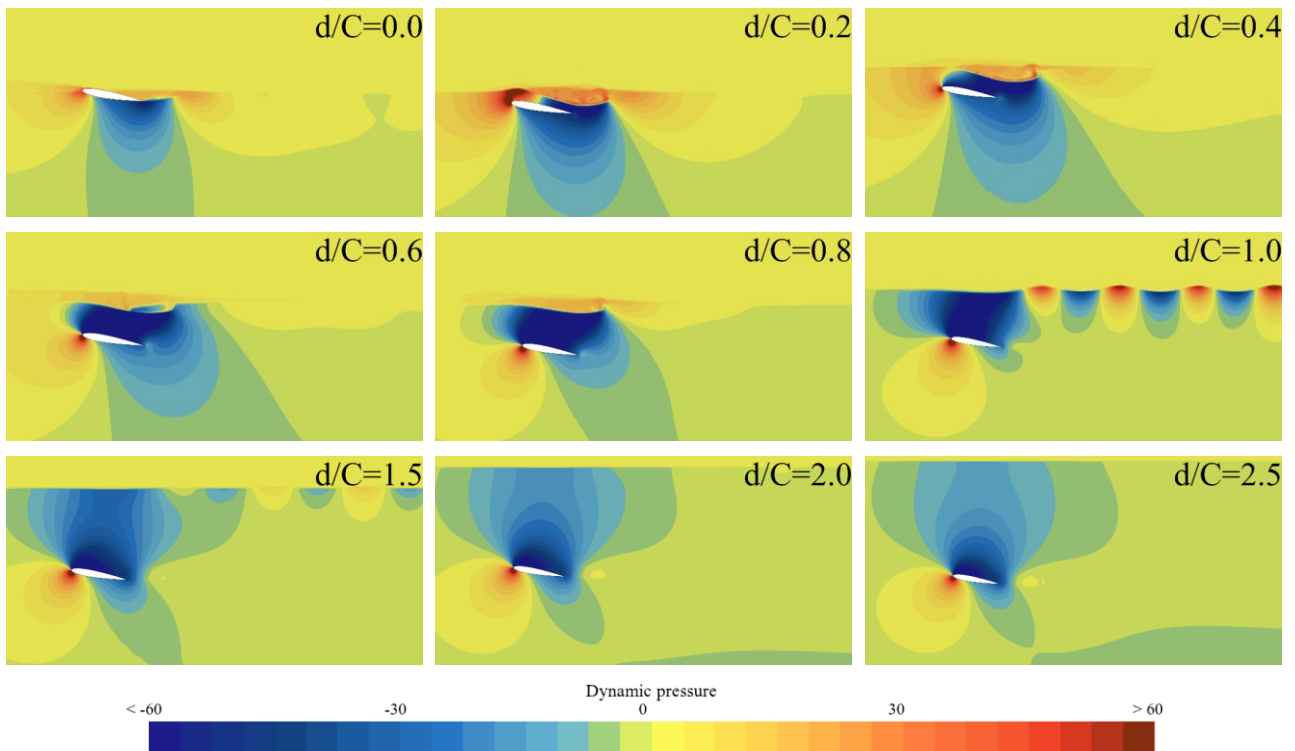 d/C=0.0
d/C=0.2
d/C=0.4
d/C=0.6
d/C=0.8
d/C=1.0
d/C=1.5
d/C=2.0
d/C=2.5
Dynamic pressure
< -60 -30 0 30 > 60